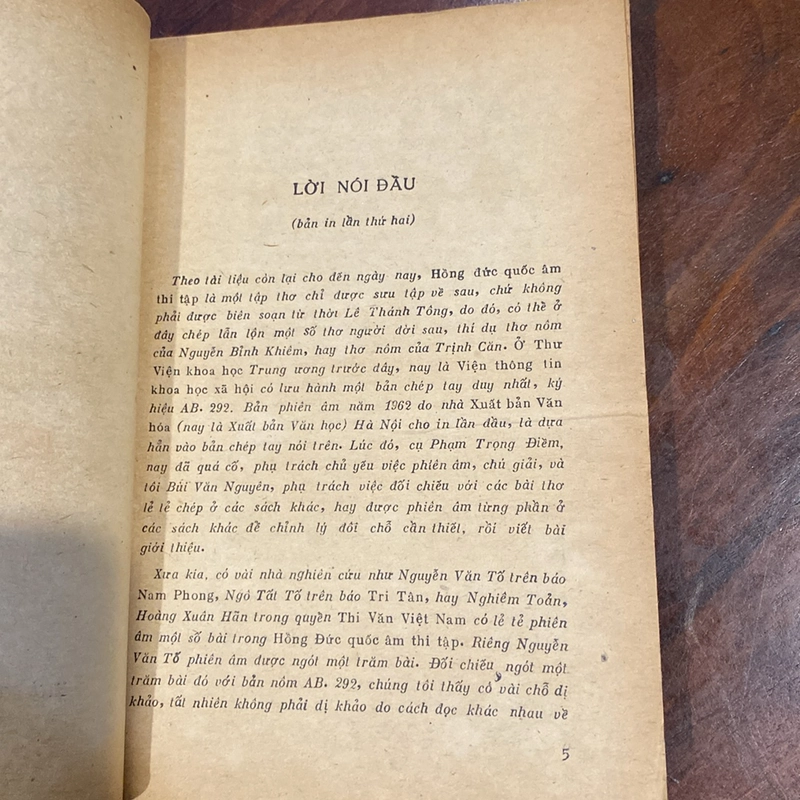 LỜI NÓI ĐẦU
(bản in lần thứ hai)
Theo tài liệu còn lại cho đến ngày nay, Hồng đức quốc âm
thi tập là một tập thơ chỉ được sưu tập về sau, chứ không
phải được biên soạn từ thời Lê Thánh Tông, do đó, có thể ở
đây chép lẫn lộn một số thơ người đời sau, thí dụ thơ nôm
của Nguyễn Bỉnh Khiêm, hay thơ nôm của Trịnh Căn. Ở Thư
Viện khoa học Trung ương trước đây, nay là Viện thông tin
khoa học xã hội có lưu hành một bản chép tay duy nhất, ký
hiệu AB. 292. Bản phiên âm năm 1962 do nhà Xuất bản Văn
hóa (nay là Xuất bản Văn học) Hà Nội cho in lần đầu, là dựa
hẳn vào bản chép tay nói trên. Lúc đó, cụ Phạm Trọng Điềm,
nay đã quá cố, phụ trách chủ yếu việc phiên âm, chú giải, và
tôi Bùi Văn Nguyên, phụ trách việc đối chiếu với các bài thơ
lẻ tẻ chép ở các sách khác, hay được phiên âm từng phần ở
các sách khác để chỉnh lý đôi chỗ cần thiết, rồi viết bài
giới thiệu.
Xưa kia, có vài nhà nghiên cứu như Nguyễn Văn Tố trên báo
Nam Phong, Ngô Tất Tố trên báo Tri Tân, hay Nghiêm Toản,
Hoàng Xuân Hãn trong quyển Thi Văn Việt Nam có lẻ tẻ phiên
âm một số bài trong Hồng Đức quốc âm thi tập. Riêng Nguyễn
Văn Tố phiên âm được ngót một trăm bài. Đối chiếu ngót một
trăm bài đó với bản nôm AB. 292, chúng tôi thấy có vài chỗ dị
khảo, tất nhiên không phải dị khảo do cách đọc khác nhau về
5